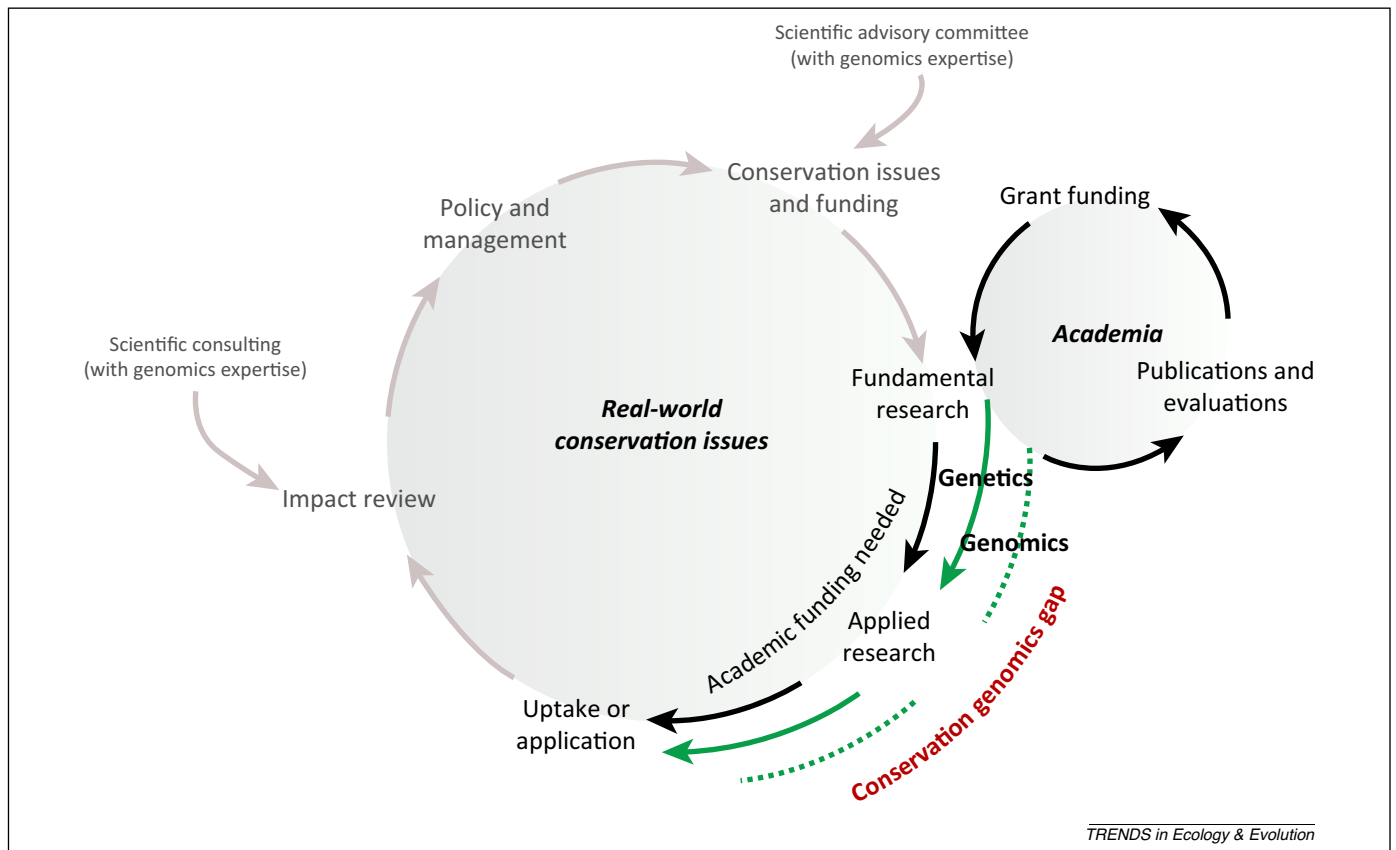 Scientific advisory committee
(with genomics expertise)
Conservation issues
and funding
Grant funding
Policy and
management
Academia
Scientific consulting
(with genomics expertise)
Fundamental
research
Publications and
evaluations
Real-world
conservation issues
Genetics
Impact review
Genomics
Academic funding needed
Applied
research
Conservation genomics gap
Uptake or
application
TRENDS in Ecology & Evolution